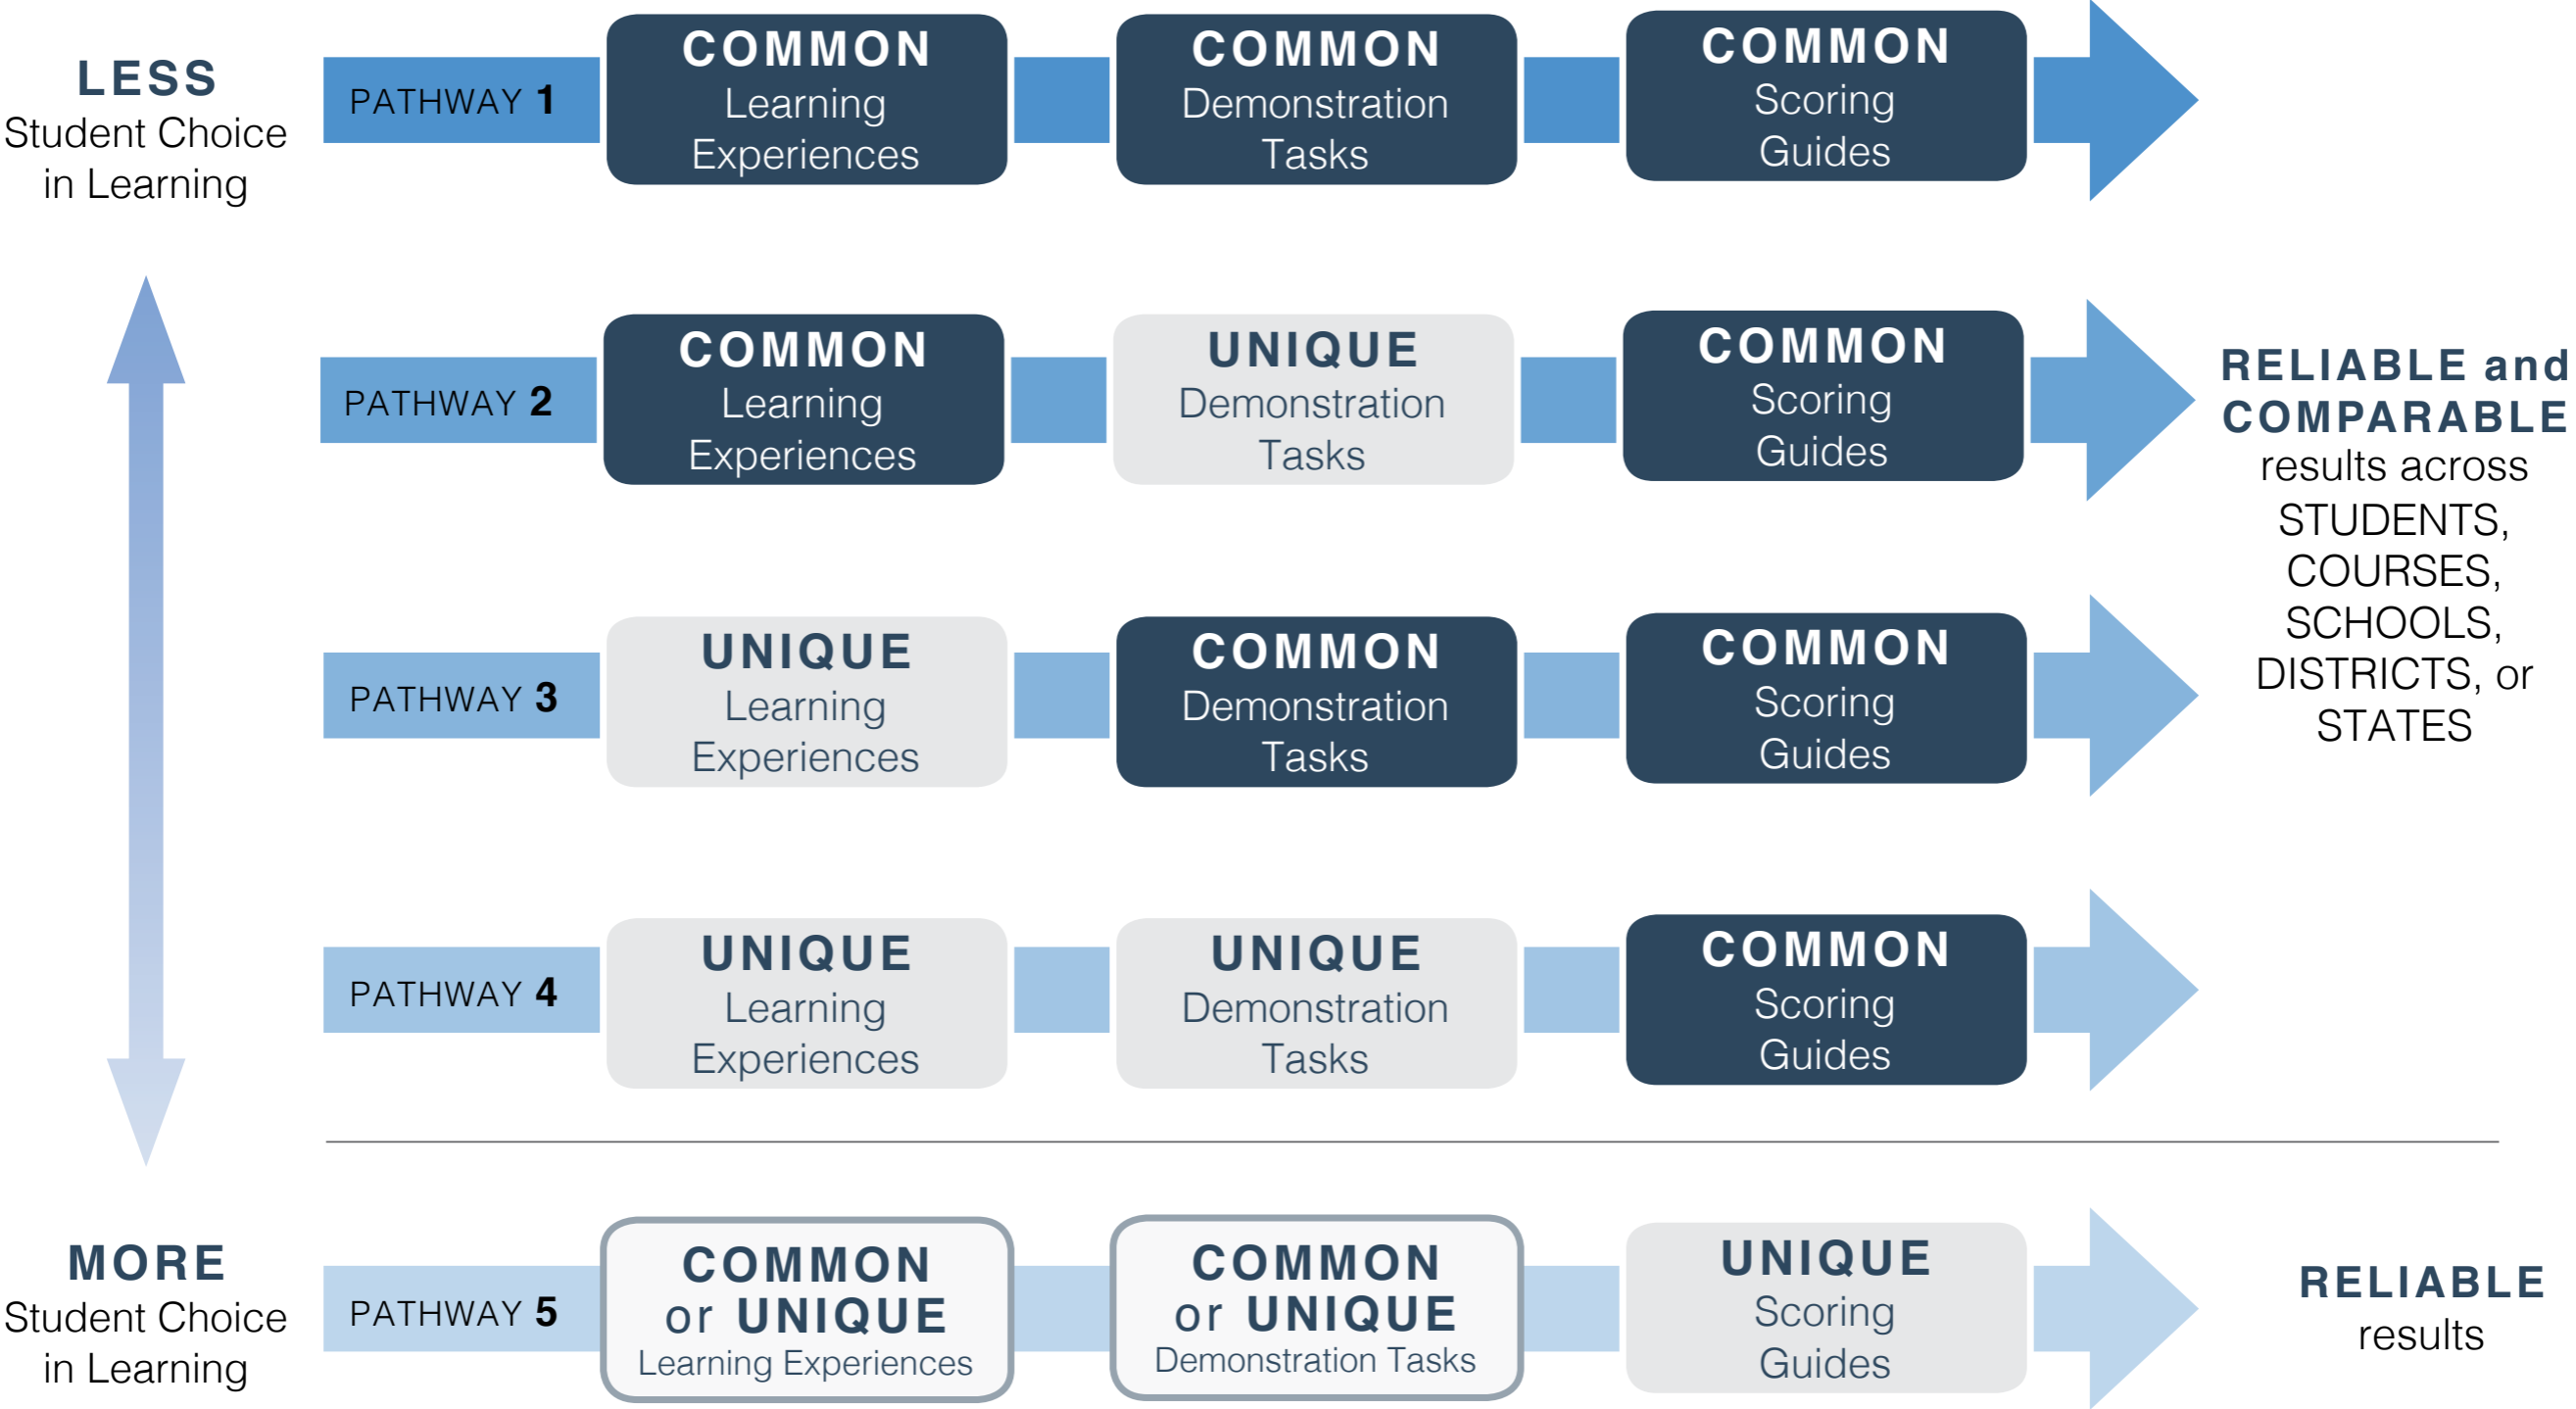 LESS
Student Choice
in Learning
PATHWAY 1
COMMON
Learning
Experiences
COMMON
Demonstration
Tasks
COMMON
Scoring
Guides
PATHWAY 2
COMMON
Learning
Experiences
UNIQUE
Demonstration
Tasks
COMMON
Scoring
Guides
PATHWAY 3
UNIQUE
Learning
Experiences
COMMON
Demonstration
Tasks
COMMON
Scoring
Guides
PATHWAY 4
UNIQUE
Learning
Experiences
UNIQUE
Demonstration
Tasks
COMMON
Scoring
Guides
RELIABLE and
COMPARABLE
results across
STUDENTS,
COURSES,
SCHOOLS,
DISTRICTS, or
STATES
MORE
Student Choice
in Learning
PATHWAY 5
COMMON
or UNIQUE
Learning Experiences
COMMON
or UNIQUE
Demonstration Tasks
UNIQUE
Scoring
Guides
RELIABLE
results